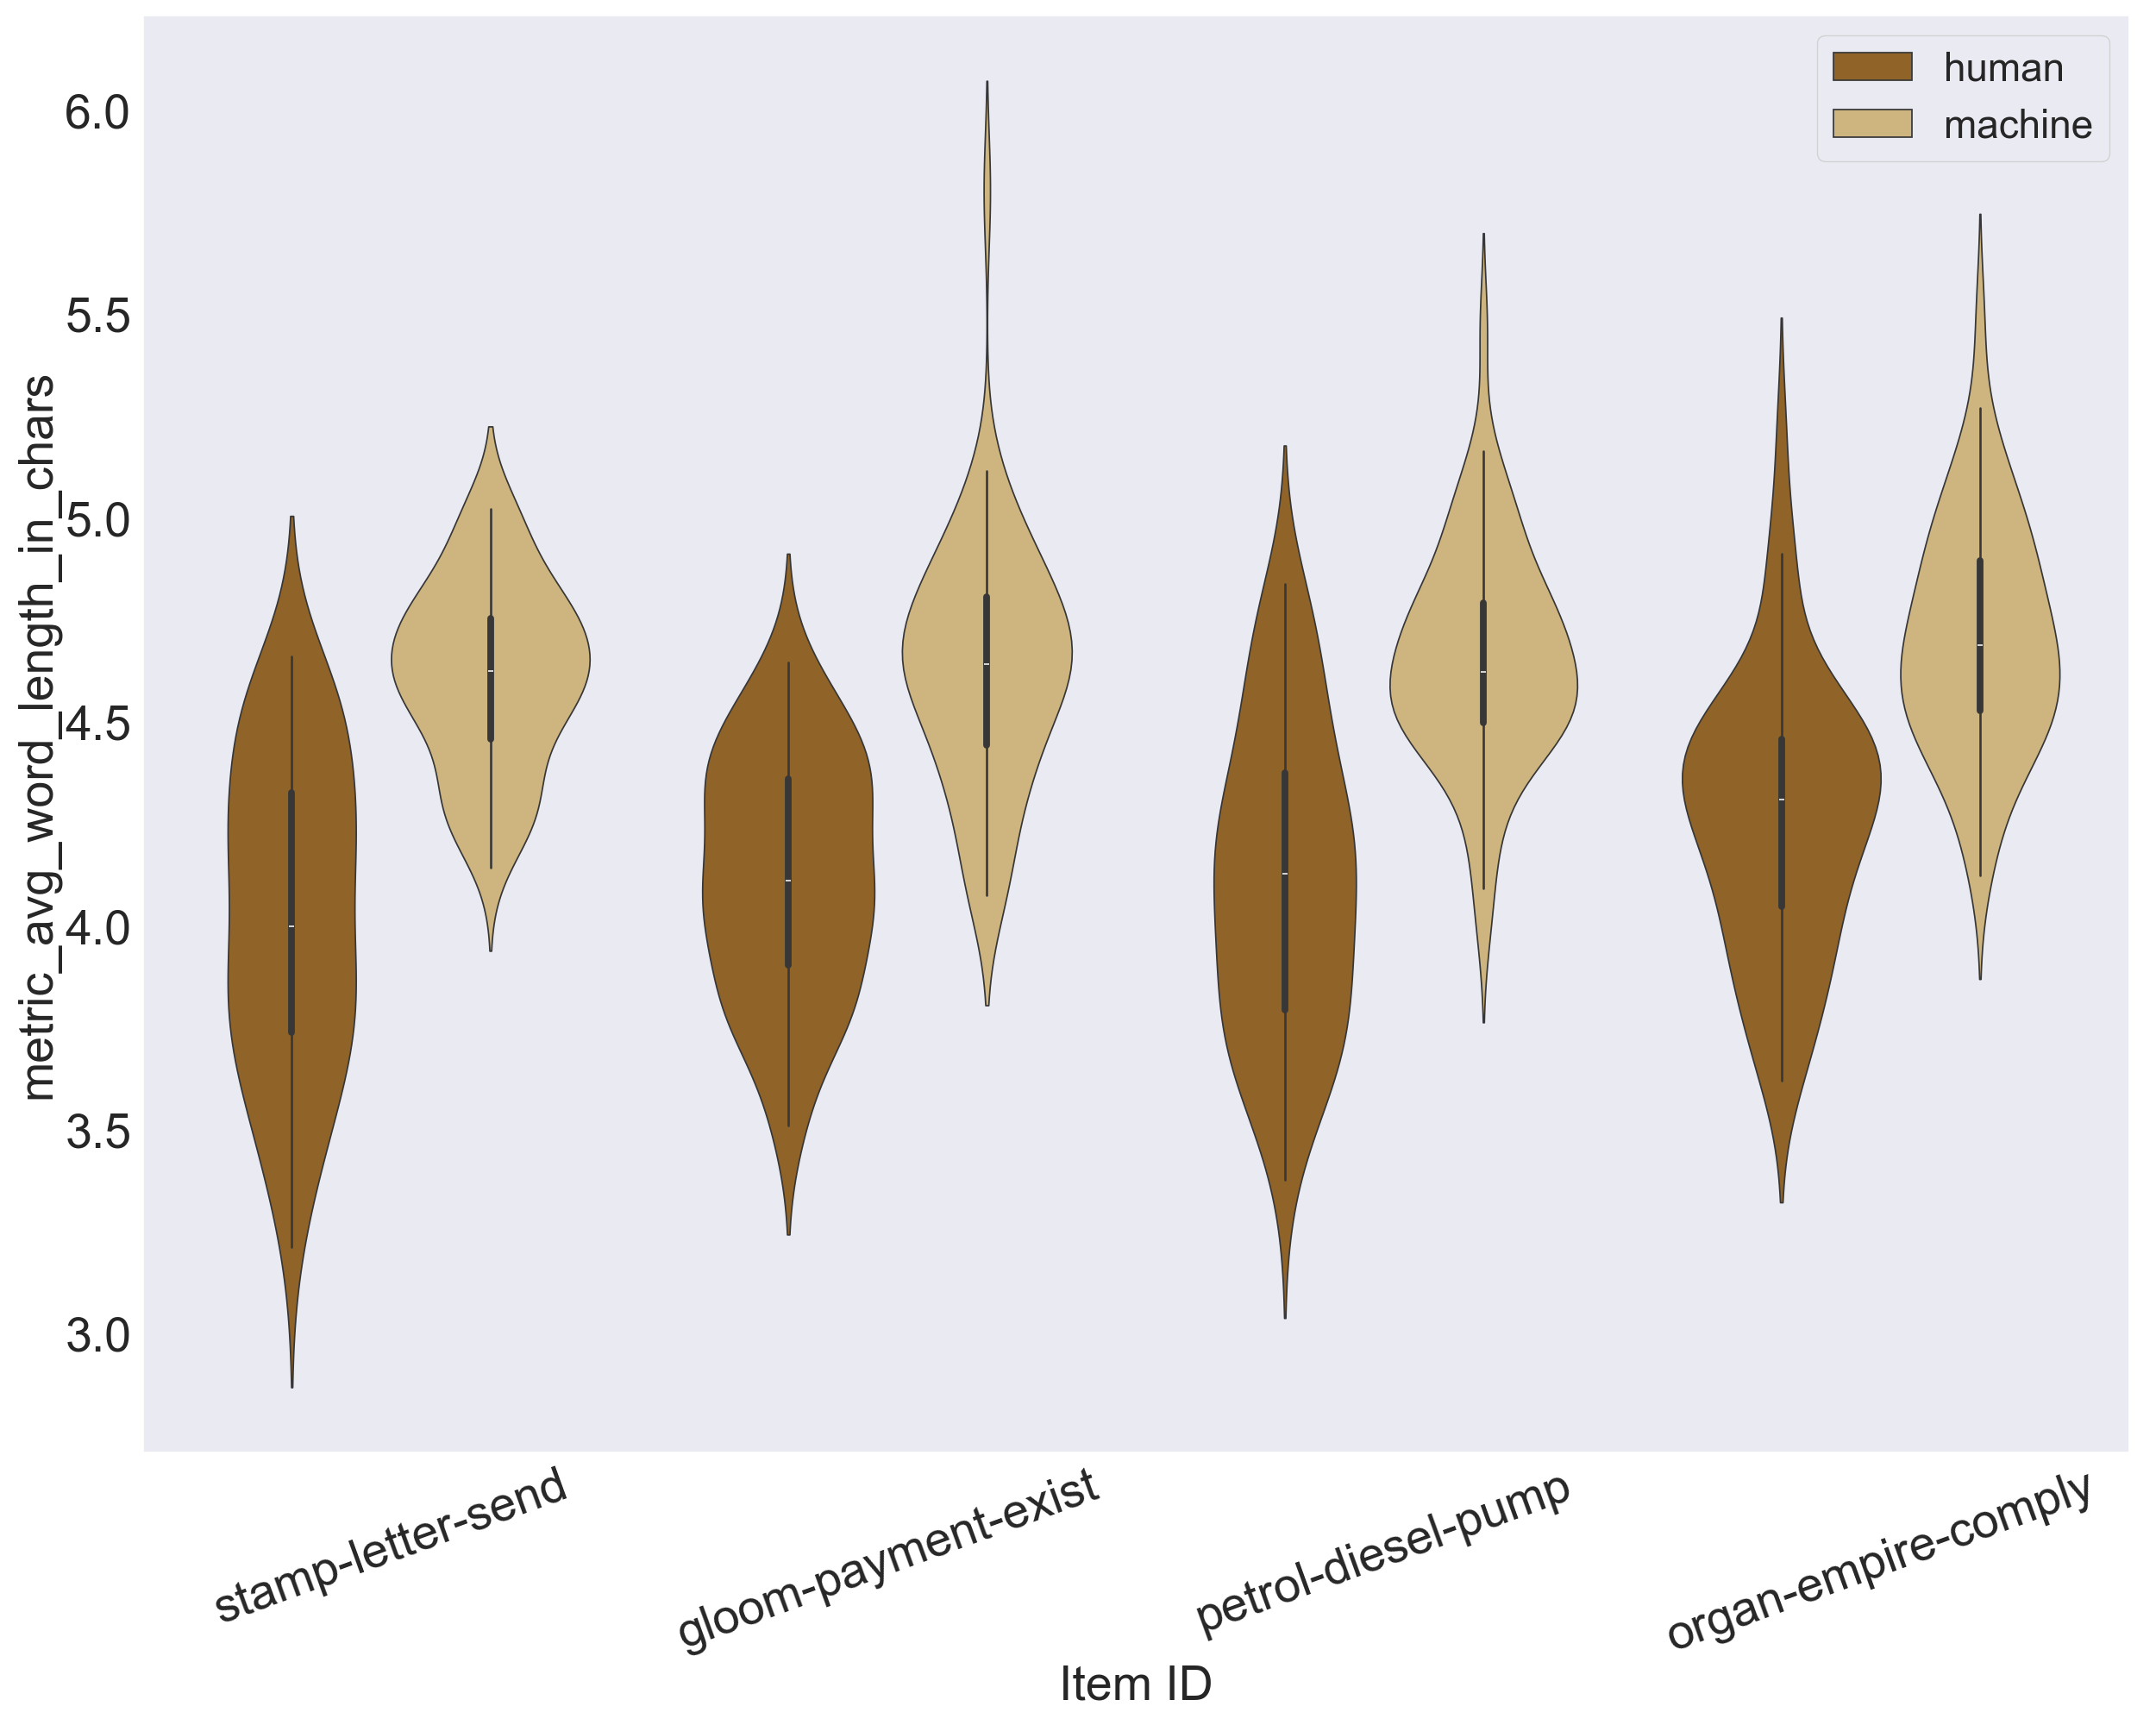 human
machine
metric_avg_word_length_in_chars
6.0
5.5
5.0
4.5
4.0
3.5
3.0
stamp-letter-send
gloom-payment-exist
petrol-diesel-pump
organ-empire-comply
Item ID